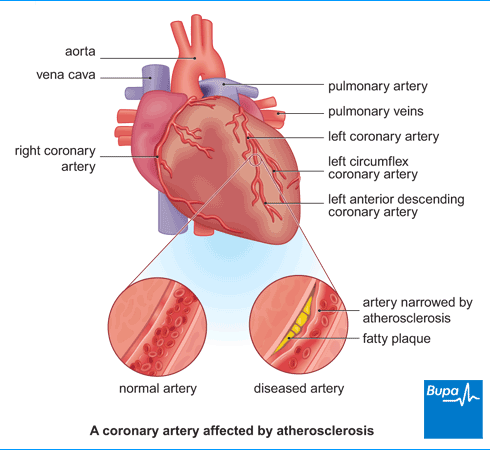 aorta
vena cava
pulmonary artery
pulmonary veins
left coronary artery
right coronary
artery
left circumflex
coronary artery
left anterior descending
coronary artery
artery narrowed by
atherosclerosis
fatty plaque
normal artery
diseased artery
Bupa
A coronary artery affected by atherosclerosis